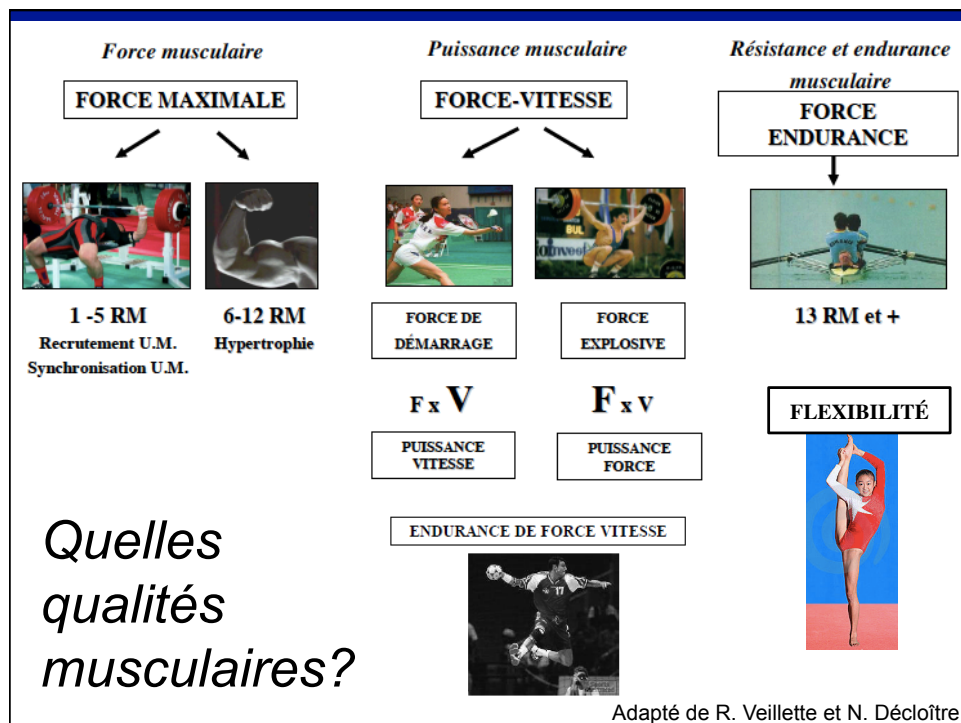 Force musculaire
FORCE MAXIMALE
1 -5 RM
Recrutement U.M.
Synchronisation U.M.
6-12 RM
Hypertrophie
Puissance musculaire
FORCE-VITESSE
BUL
FORCE DE
DÉMARRAGE
F x V
PUISSANCE
VITESSE
FORCE
EXPLOSIVE
F x V
PUISSANCE
FORCE
ENDURANCE DE FORCE VITESSE
17
Résistance et endurance
musculaire
FORCE
ENDURANCE
13 RM et +
FLEXIBILITÉ
Quelles
qualités
musculaires?
Adapté de R. Veillette et N. Décloître